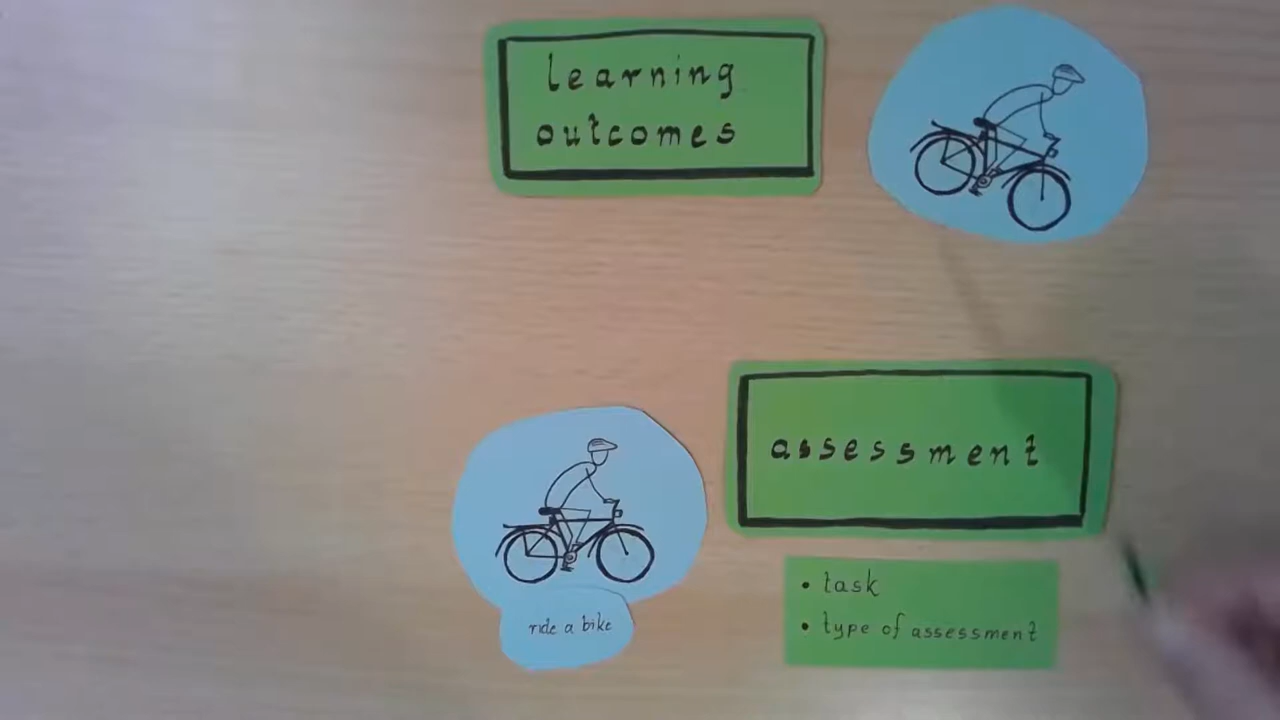 learning
outcomes
assessment
ride a bike
• task
• type of assessment